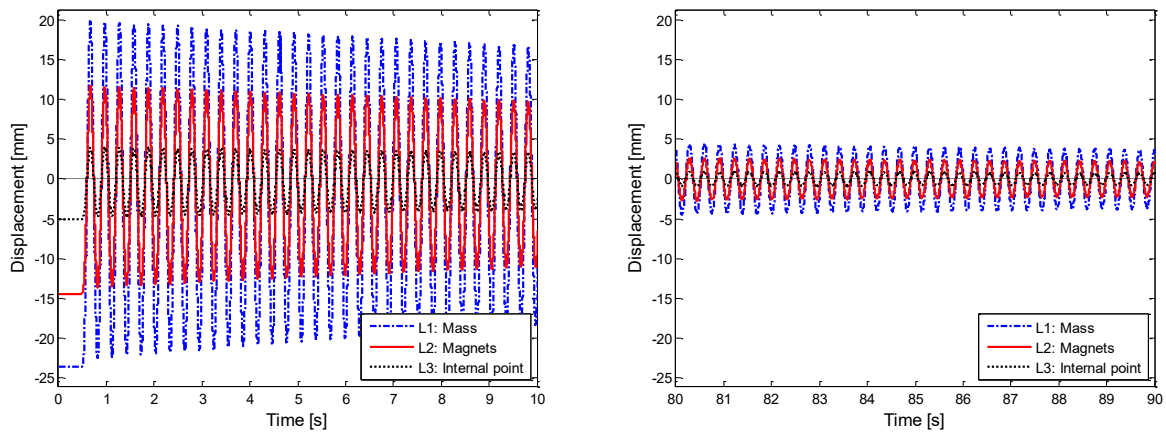 20
15
10
5
0
-5
-10
-15
-20
-25
Displacement [mm]
L1: Mass
L2: Magnets
L3: Internal point
0 1 2 3 4 5 6 7 8 9 10
Time [s]
20
15
10
5
0
-5
-10
-15
-20
-25
Displacement [mm]
L1: Mass
L2: Magnets
L3: Internal point
80 81 82 83 84 85 86 87 88 89 90
Time [s]